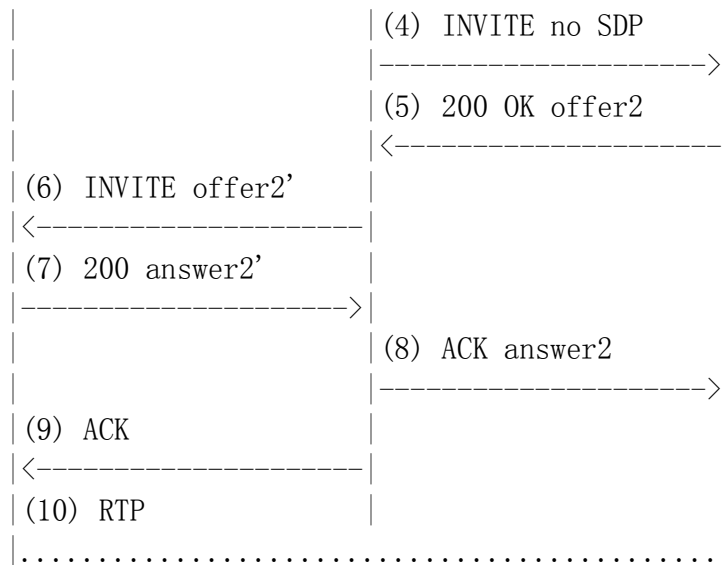 (4) INVITE no SDP
(5) 200 OK offer2
(6) INVITE offer2'
(7) 200 answer2'
(8) ACK answer2
(9) ACK
(10) RTP